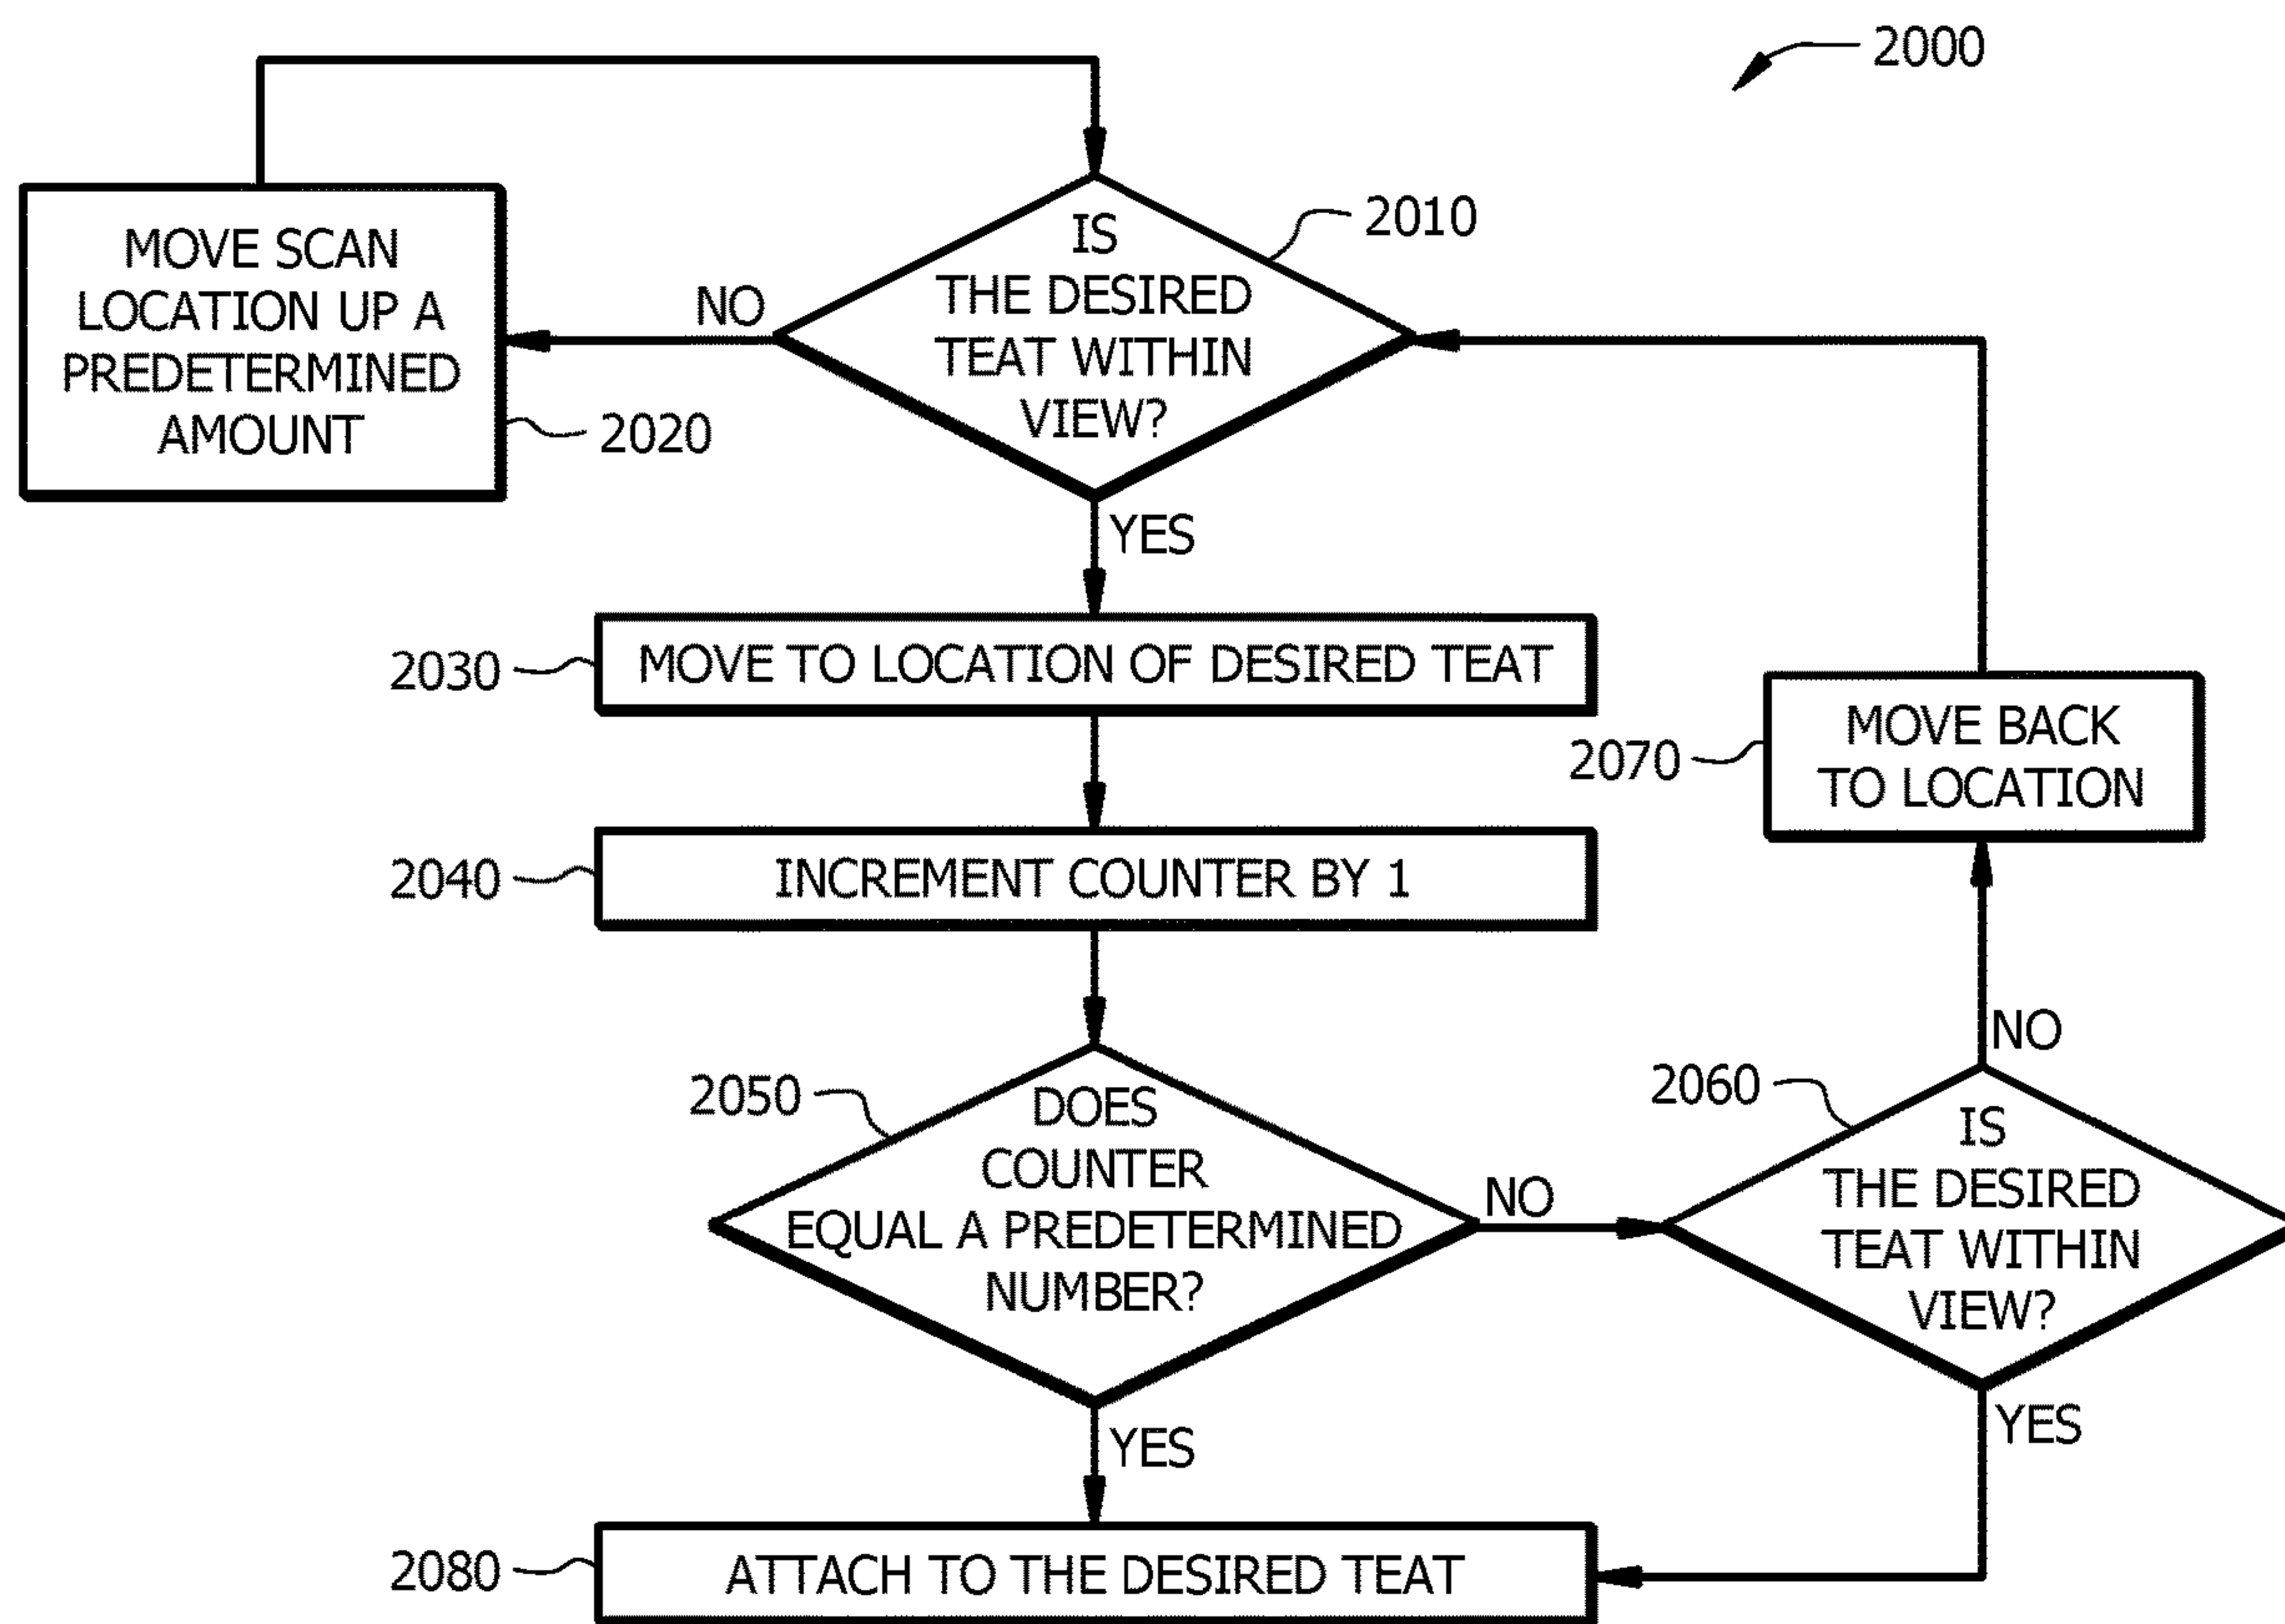 2000
IS
THE DESIRED
TEAT WITHIN
VIEW?
2010
MOVE SCAN
LOCATION UP A
PREDETERMINED
AMOUNT
2020
NO
YES
2030
MOVE TO LOCATION OF DESIRED TEAT
2070
MOVE BACK
TO LOCATION
2040
INCREMENT COUNTER BY 1
2050
DOES
COUNTER
EQUAL A PREDETERMINED
NUMBER?
NO
2060
NO
IS
THE DESIRED
TEAT WITHIN
VIEW?
YES
YES
2080
ATTACH TO THE DESIRED TEAT